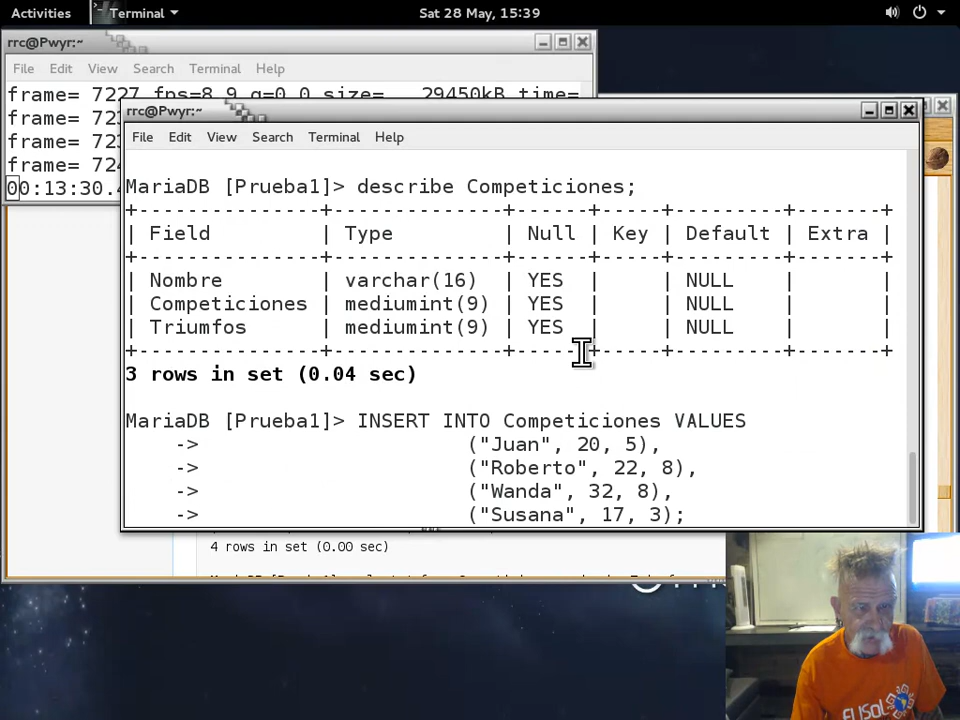 Activities Terminal Sat 28 May, 15:39
rrc@Pwyr:~
File Edit View Search Terminal Help
frame= 7227 fps=8.9 q=0.0 size= 29450kB time=
frame= 72
frame= 72
frame= 72
00:13:30.
rrc@Pwyr:~
File Edit View Search Terminal Help
MariaDB [Prueba1]> describe Competiciones;
+---------------+--------------+------+-----+---------+-------+
| Field | Type | Null | Key | Default | Extra |
+---------------+--------------+------+-----+---------+-------+
| Nombre | varchar(16) | YES | | NULL | |
| Competiciones | mediumint(9) | YES | | NULL | |
| Triumfos | mediumint(9) | YES | | NULL | |
+---------------+--------------+------+-----+---------+-------+
3 rows in set (0.04 sec)
MariaDB [Prueba1]> INSERT INTO Competiciones VALUES
-> ("Juan", 20, 5),
-> ("Roberto", 22, 8),
-> ("Wanda", 32, 8),
-> ("Susana", 17, 3);
4 rows in set (0.00 sec)
FLISoL